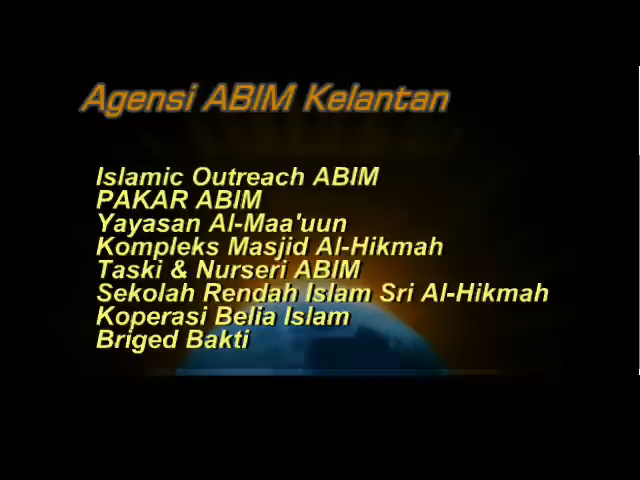 Agensi ABIM Kelantan
Islamic Outreach ABIM
PAKAR ABIM
Yayasan Al-Maa'uun
Kompleks Masjid Al-Hikmah
Taski & Nurseri ABIM
Sekolah Rendah Islam Sri Al-Hikmah
Koperasi Belia Islam
Briged Bakti